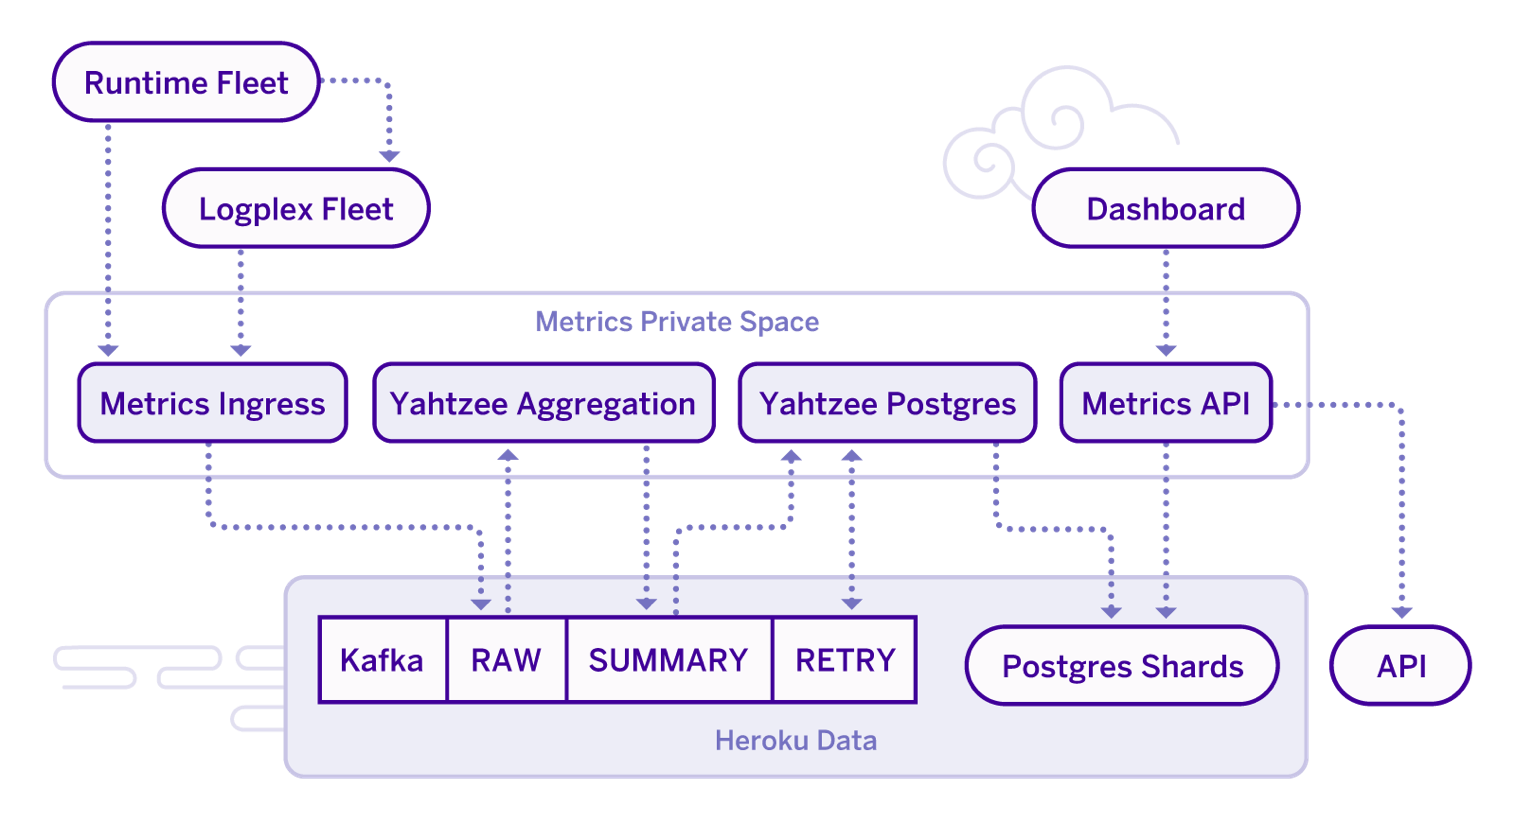 Runtime Fleet
Logplex Fleet
Dashboard
Metrics Private Space
Metrics Ingress
Yahtzee Aggregation
Yahtzee Postgres
Metrics API
Kafka
RAW
SUMMARY
RETRY
Postgres Shards
API
Heroku Data